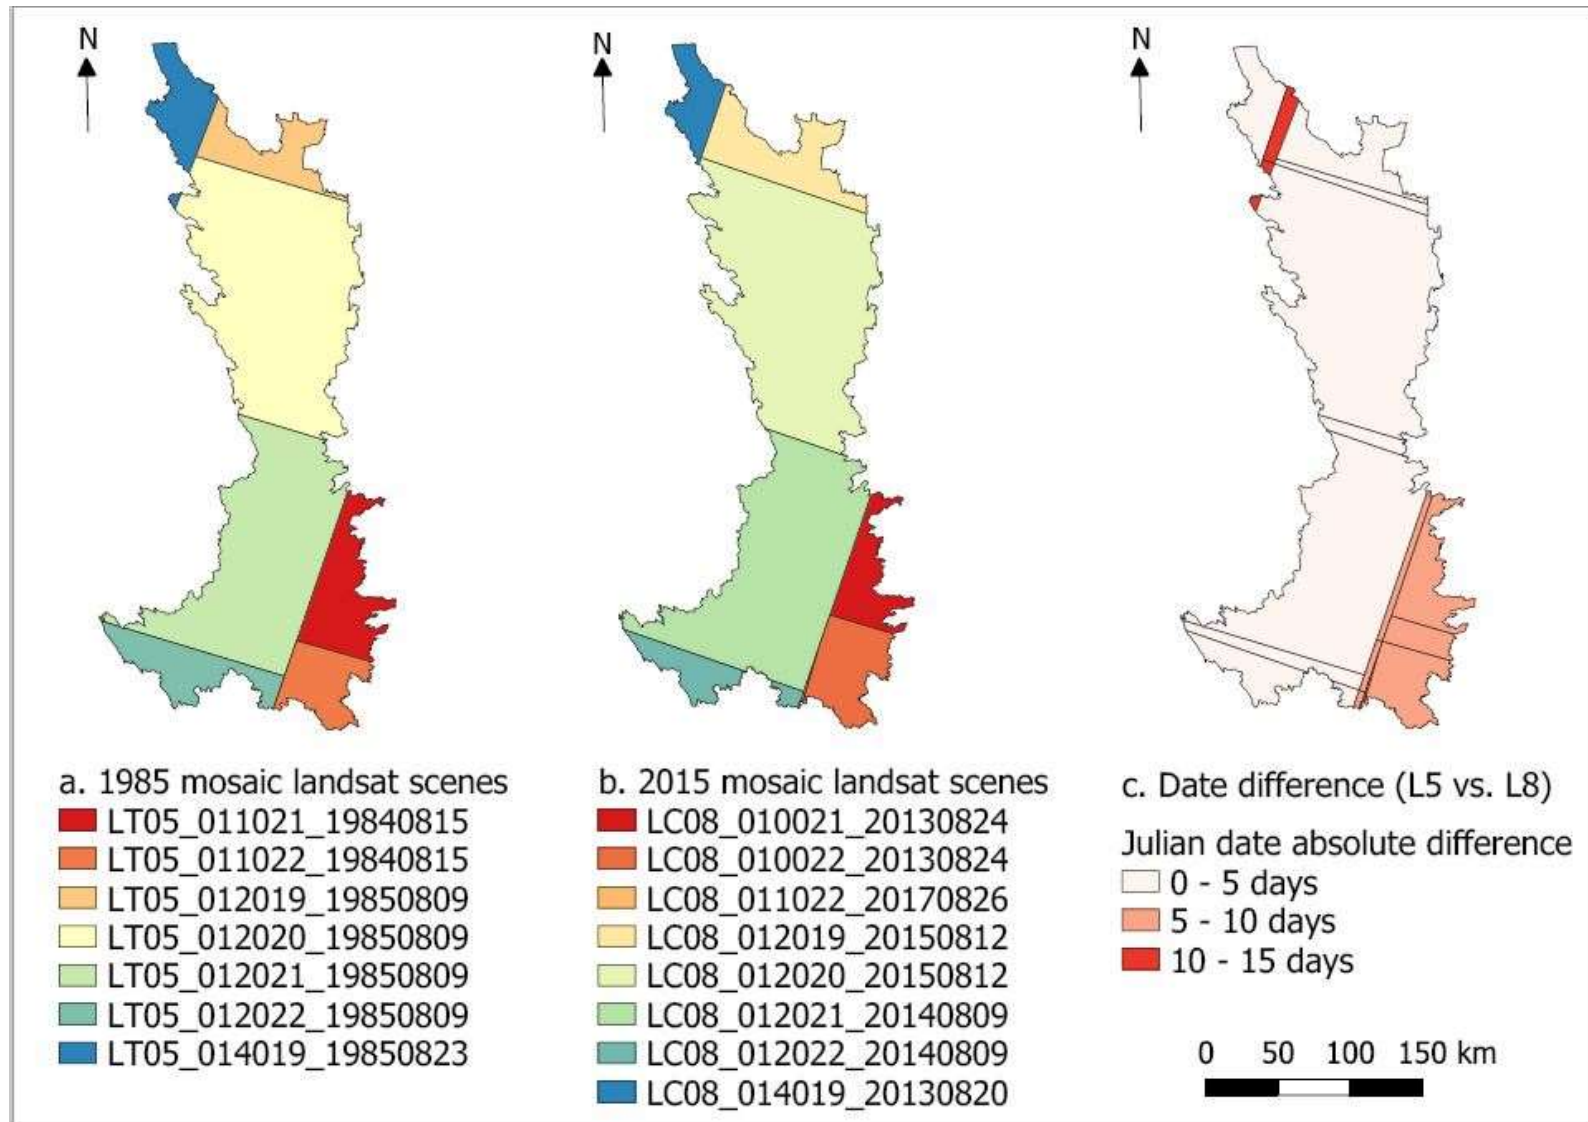 N
N
N
a. 1985 mosaic landsat scenes
LT05_011021_19840815
LT05_011022_19840815
LT05_012019_19850809
LT05_012020_19850809
LT05_012021_19850809
LT05_012022_19850809
LT05_014019_19850823
b. 2015 mosaic landsat scenes
LC08_010021_20130824
LC08_010022_20130824
LC08_011022_20170826
LC08_012019_20150812
LC08_012020_20150812
LC08_012021_20140809
LC08_012022_20140809
LC08_014019_20130820
c. Date difference (L5 vs. L8)
Julian date absolute difference
0 - 5 days
5 - 10 days
10 - 15 days
0 50 100 150 km